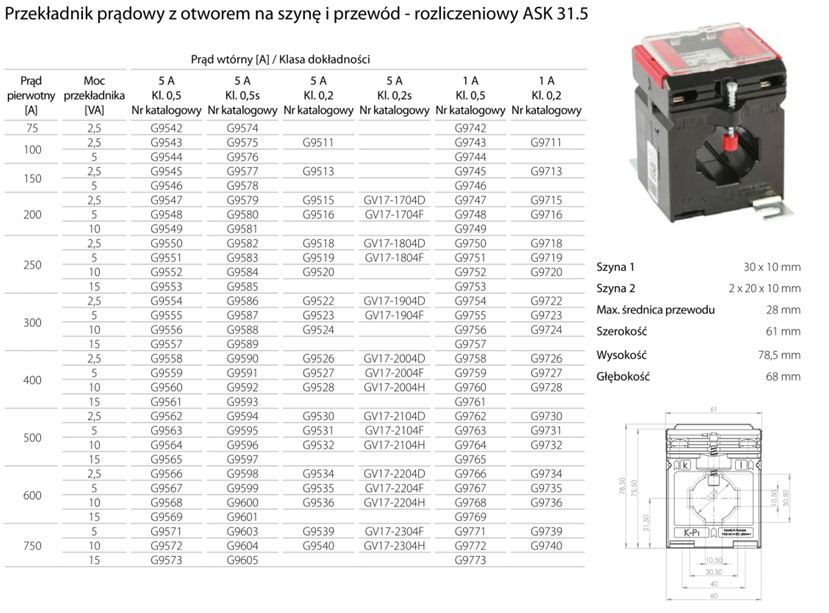 Przekładnik prądowy z otworem na szynę i przewód - rozliczeniowy ASK 31.5
Prąd wtórny [A] / Klasa dokładności
Prąd pierwotny [A] Moc przekładnika [VA] 5 A Kl. 0,5 Nr katalogowy 5 A Kl. 0,5s Nr katalogowy 5 A Kl. 0,2 Nr katalogowy 5 A Kl. 0,2s Nr katalogowy 1 A Kl. 0,5 Nr katalogowy 1 A Kl. 0,2 Nr katalogowy
75 2,5 G9542 G9574 G9742
100 2,5 G9543 G9575 G9511 G9743 G9711
5 G9544 G9576 G9744
150 2,5 G9545 G9577 G9513 G9745 G9713
5 G9546 G9578 G9746
200 2,5 G9547 G9579 G9515 GV17-1704D G9747 G9715
5 G9548 G9580 G9516 GV17-1704F G9748 G9716
10 G9549 G9581 G9749
250 2,5 G9550 G9582 G9518 GV17-1804D G9750 G9718
5 G9551 G9583 G9519 GV17-1804F G9751 G9719
10 G9552 G9584 G9520 G9752 G9720
15 G9553 G9585 G9753
300 2,5 G9554 G9586 G9522 GV17-1904D G9754 G9722
5 G9555 G9587 G9523 GV17-1904F G9755 G9723
10 G9556 G9588 G9524 G9756 G9724
15 G9557 G9589 G9757
400 2,5 G9558 G9590 G9526 GV17-2004D G9758 G9726
5 G9559 G9591 G9527 GV17-2004F G9759 G9727
10 G9560 G9592 G9528 GV17-2004H G9760 G9728
15 G9561 G9593 G9761
500 2,5 G9562 G9594 G9530 GV17-2104D G9762 G9730
5 G9563 G9595 G9531 GV17-2104F G9763 G9731
10 G9564 G9596 G9532 GV17-2104H G9764 G9732
15 G9565 G9597 G9765
600 2,5 G9566 G9598 G9534 GV17-2204D G9766 G9734
5 G9567 G9599 G9535 GV17-2204F G9767 G9735
10 G9568 G9600 G9536 GV17-2204H G9768 G9736
15 G9569 G9601 G9769
750 5 G9571 G9603 G9539 GV17-2304F G9771 G9739
10 G9572 G9604 G9540 GV17-2304H G9772 G9740
15 G9573 G9605 G9773
Szyna 1 30 x 10 mm
Szyna 2 2 x 20 x 10 mm
Max. średnica przewodu 28 mm
Szerokość 61 mm
Wysokość 78,5 mm
Głębokość 68 mm
61
k l
78,50
75,50
31,50
10,50
30,50
K-P1
made in Europe
10,50
30,50
40
60